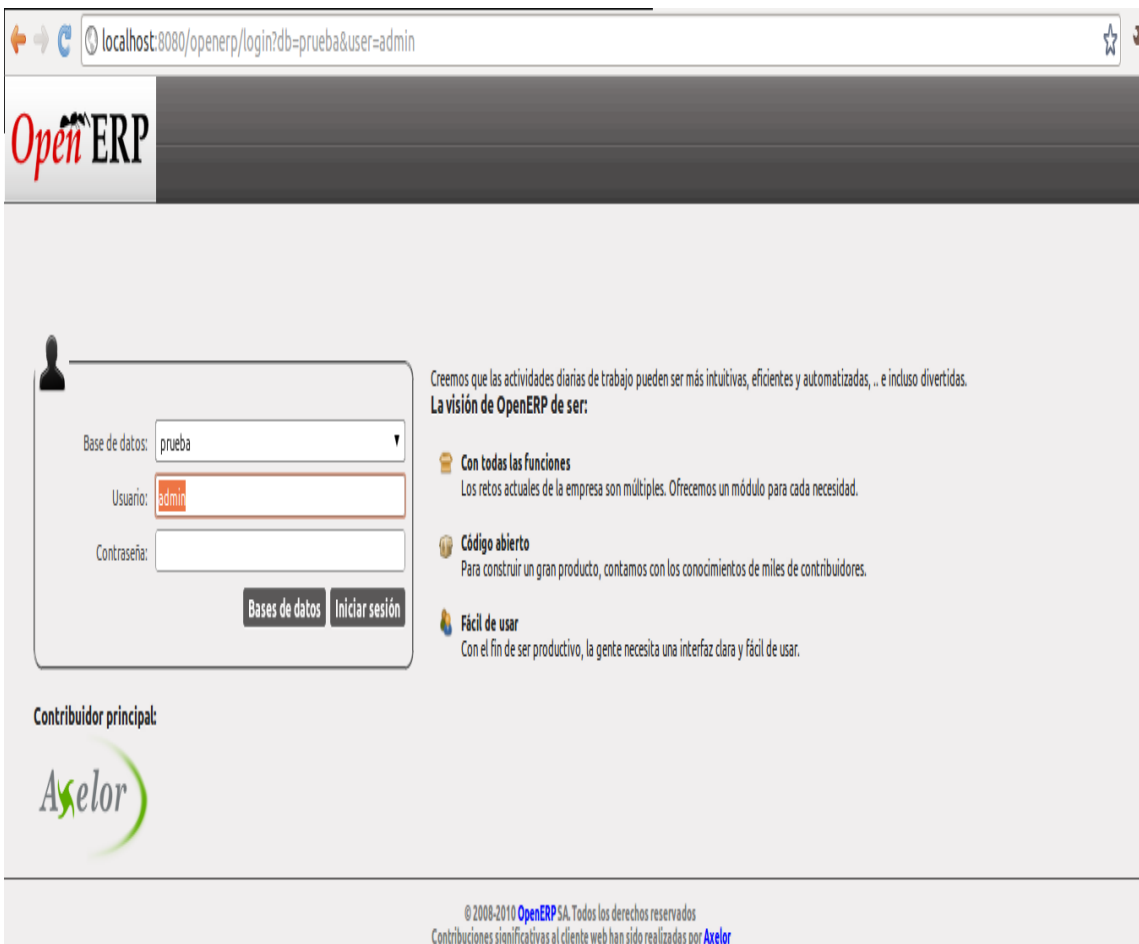 localhost:8080/openerp/login?db=prueba&user=admin
Open ERP
Base de datos: prueba
Usuario: admin
Contraseña:
Bases de datos Iniciar sesión
Creemos que las actividades diarias de trabajo pueden ser más intuitivas, eficientes y automatizadas, .. e incluso divertidas.
La visión de OpenERP de ser:
Con todas las funciones
Los retos actuales de la empresa son múltiples. Ofrecemos un módulo para cada necesidad.
Código abierto
Para construir un gran producto, contamos con los conocimientos de miles de contribuidores.
Fácil de usar
Con el fin de ser productivo, la gente necesita una interfaz clara y fácil de usar.
Contribuidor principal:
Axelor
© 2008-2010 OpenERP SA. Todos los derechos reservados
Contribuciones significativas al cliente web han sido realizadas por Axelor